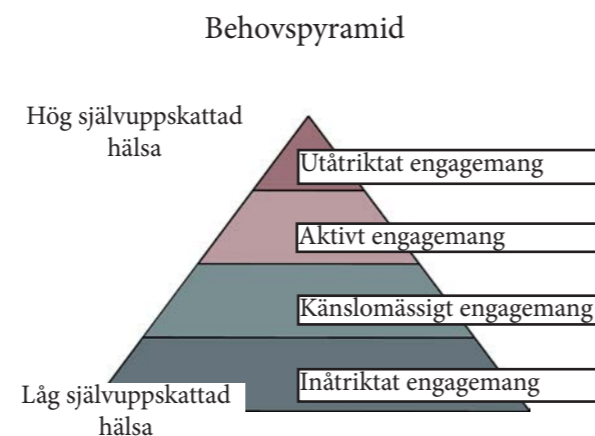 Behovspyramid
Hög självuppskattad
hälsa
Utåtriktat engagemang
Aktivt engagemang
Känslomässigt engagemang
Inåtriktat engagemang
Låg självuppskattad
hälsa